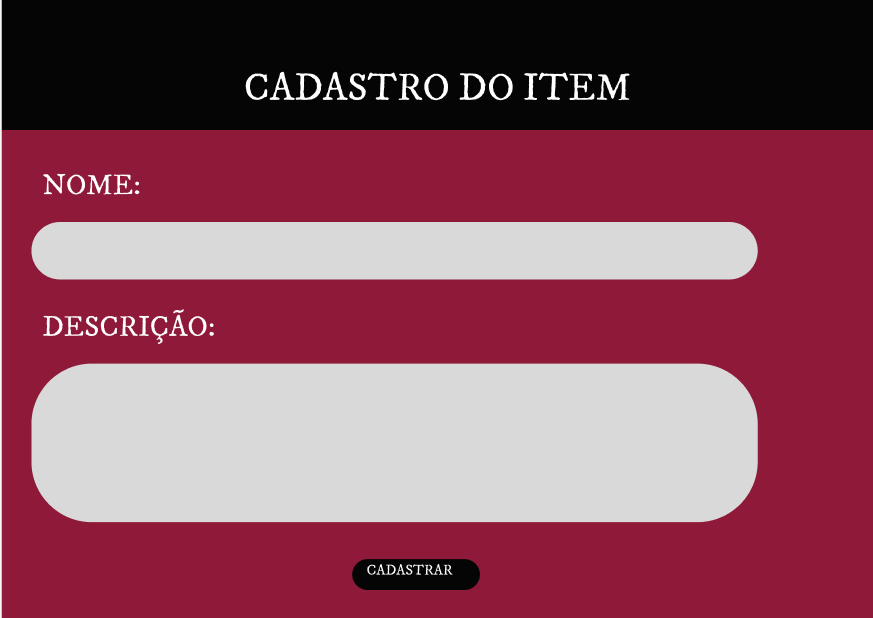 CADASTRO DO ITEM
NOME:
DESCRIÇÃO:
CADASTRAR